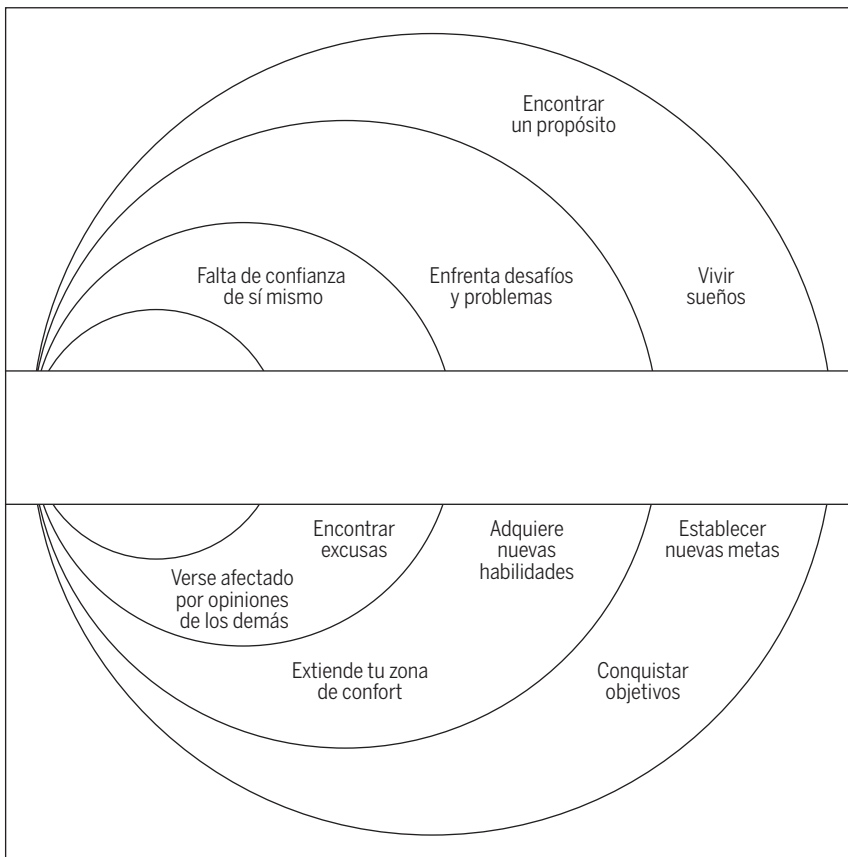 Encontrar
un propósito
Falta de confianza
de sí mismo
Enfrenta desafíos
y problemas
Vivir
sueños
Encontrar
excusas
Adquiere
nuevas
habilidades
Establecer
nuevas metas
Verse afectado
por opiniones
de los demás
Extiende tu zona
de confort
Conquistar
objetivos